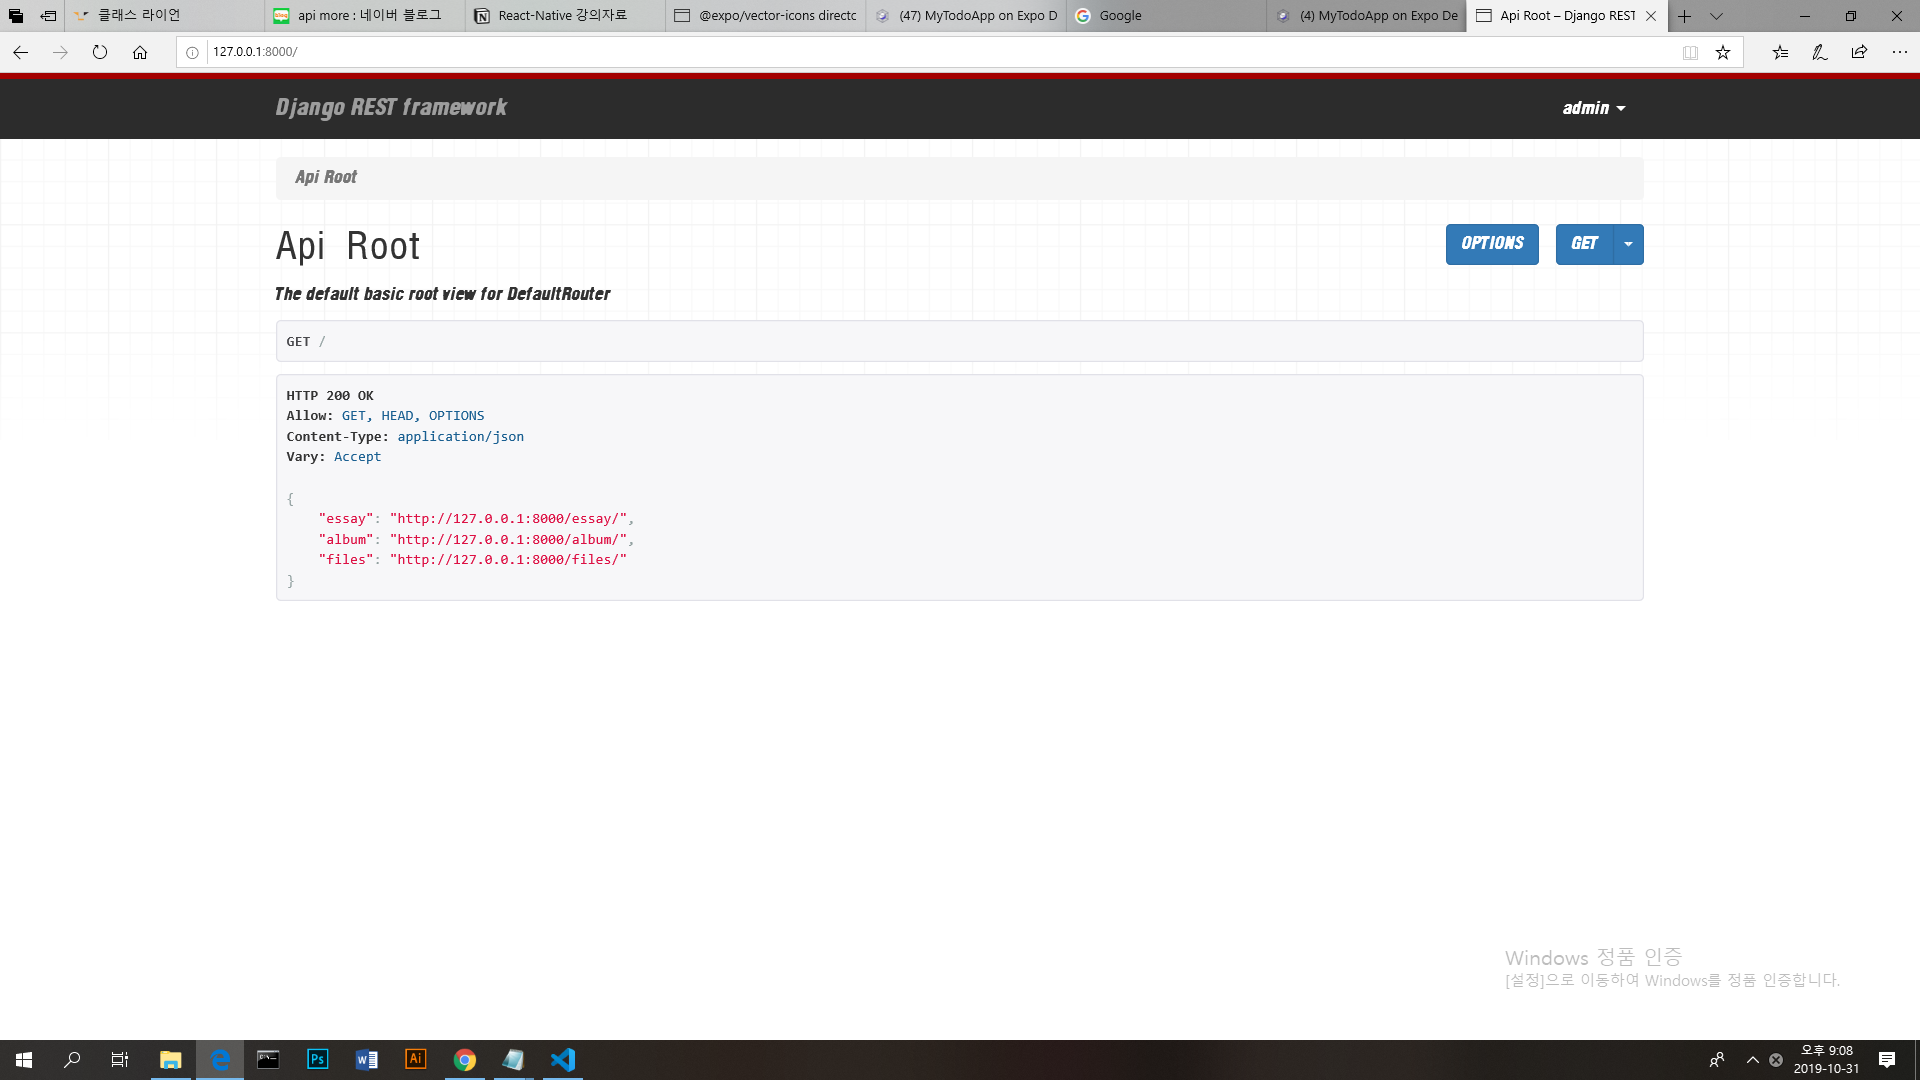 클래스 라이언
api more : 네이버 블로그
React-Native 강의자료
@expo/vector-icons directc
(47) MyTodoApp on Expo D
Google
(4) MyTodoApp on Expo De
Api Root – Django REST
127.0.0.1:8000/
Django REST framework
admin
Api Root
Api Root
OPTIONS
GET
The default basic root view for DefaultRouter
GET /
HTTP 200 OK
Allow: GET, HEAD, OPTIONS
Content-Type: application/json
Vary: Accept
{
"essay": "http://127.0.0.1:8000/essay/",
"album": "http://127.0.0.1:8000/album/",
"files": "http://127.0.0.1:8000/files/"
}
Windows 정품 인증
[설정]으로 이동하여 Windows를 정품 인증합니다.
Ps
W
Ai
오후 9:08
2019-10-31